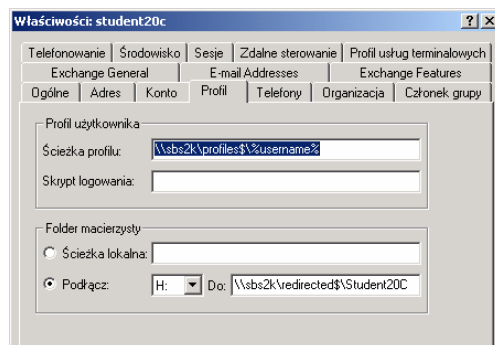 Właściwości: student20c
Telefonowanie Środowisko Sesje Zdalne sterowanie Profil usług terminalowych
Exchange General E-mail Addresses Exchange Features
Ogólne Adres Konto Profil Telefony Organizacja Członek grupy
Profil użytkownika
Ścieżka profilu: \\sbs2k\profiles$\%username%
Skrypt logowania:
Folder macierzysty
Ścieżka lokalna:
Podłącz: H: Do: \\sbs2k\redirected$\Student20C